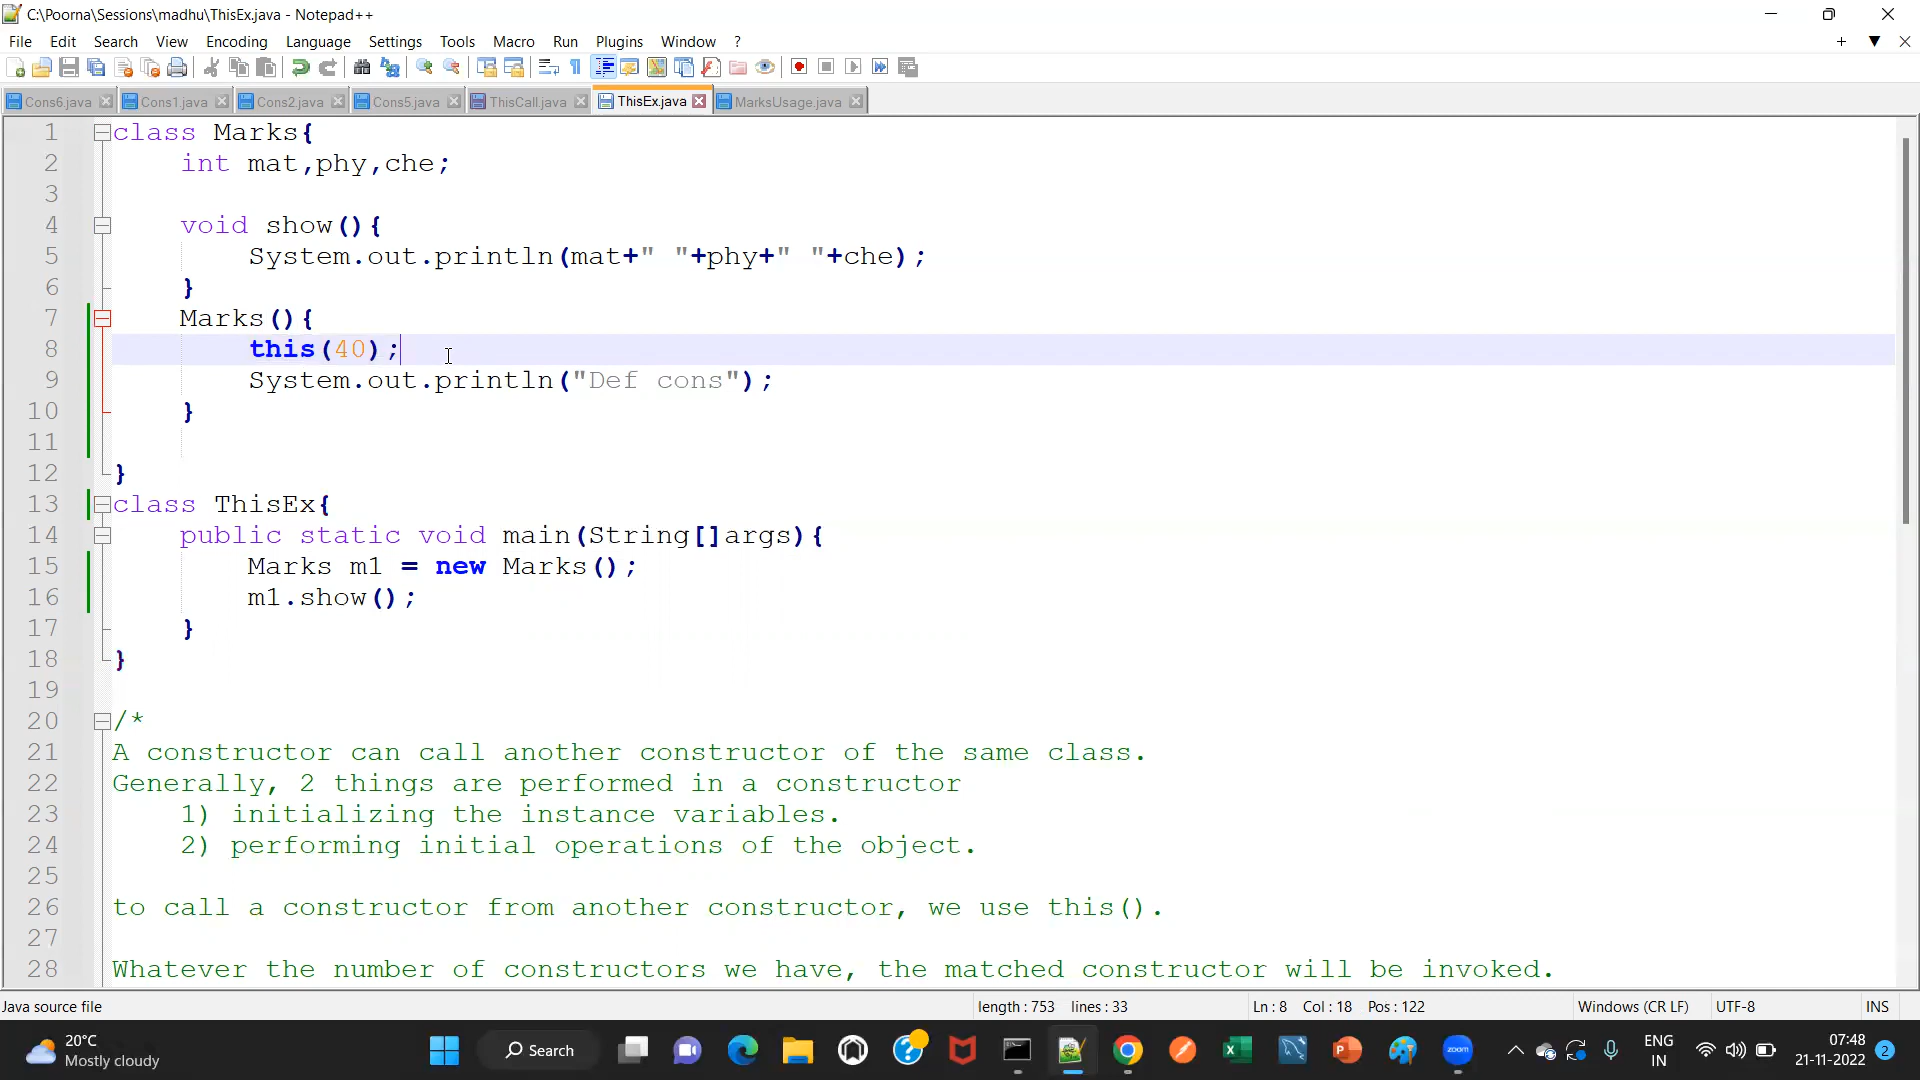 C:\Poorna\Sessions\madhu\ThisEx.java - Notepad++
File Edit Search View Encoding Language Settings Tools Macro Run Plugins Window ?
Cons6.java Cons1.java Cons2.java Cons5.java ThisCall.java ThisEx.java MarksUsage.java
1 class Marks{
2 int mat,phy,che;
3
4 void show(){
5 System.out.println(mat+" "+phy+" "+che);
6 }
7 Marks(){
8 this(40);
9 System.out.println("Def cons");
10 }
11
12 }
13 class ThisEx{
14 public static void main(String[]args){
15 Marks m1 = new Marks();
16 m1.show();
17 }
18 }
19
20 /*
21 A constructor can call another constructor of the same class.
22 Generally, 2 things are performed in a constructor
23 1) initializing the instance variables.
24 2) performing initial operations of the object.
25
26 to call a constructor from another constructor, we use this().
27
28 Whatever the number of constructors we have, the matched constructor will be invoked.
Java source file length : 753 lines : 33 Ln : 8 Col : 18 Pos : 122 Windows (CR LF) UTF-8 INS
20°C
Mostly cloudy
Search
zoom
ENG
IN
07:48
21-11-2022
2